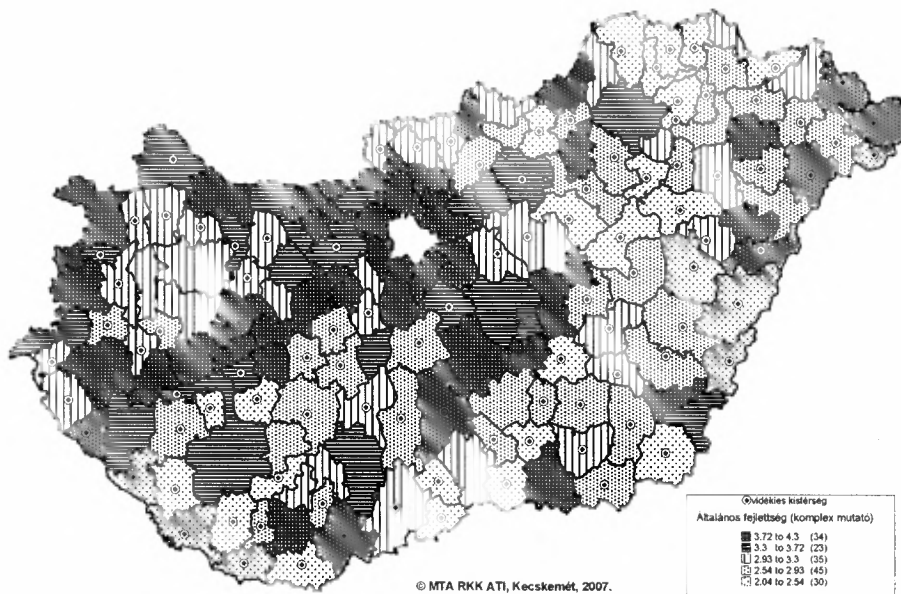 vidékies kistérség
Általános fejlettség (komplex mutató)
3.72 to 4.3 (34)
3.3 to 3.72 (23)
2.93 to 3.3 (35)
2.54 to 2.93 (45)
2.04 to 2.54 (30)
© MTA RKK ATI, Kecskemét, 2007.